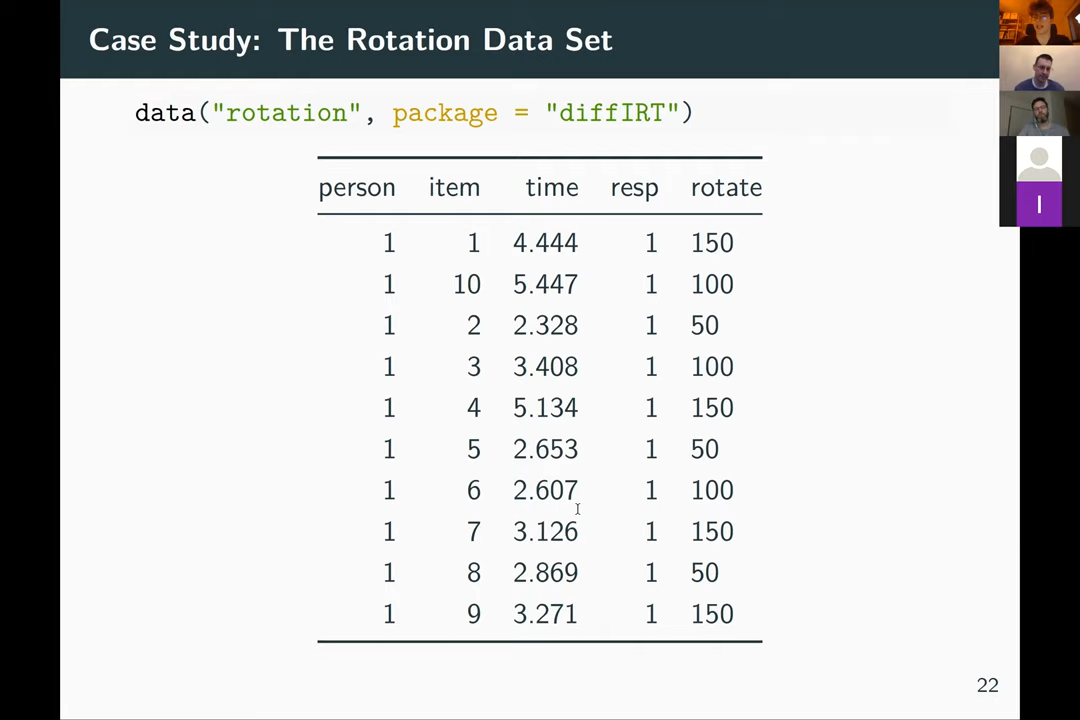 Case Study: The Rotation Data Set
data("rotation", package = "diffIRT")
person item time resp rotate
1 1 4.444 1 150
1 10 5.447 1 100
1 2 2.328 1 50
1 3 3.408 1 100
1 4 5.134 1 150
1 5 2.653 1 50
1 6 2.607 1 100
1 7 3.126 1 150
1 8 2.869 1 50
1 9 3.271 1 150
22
I